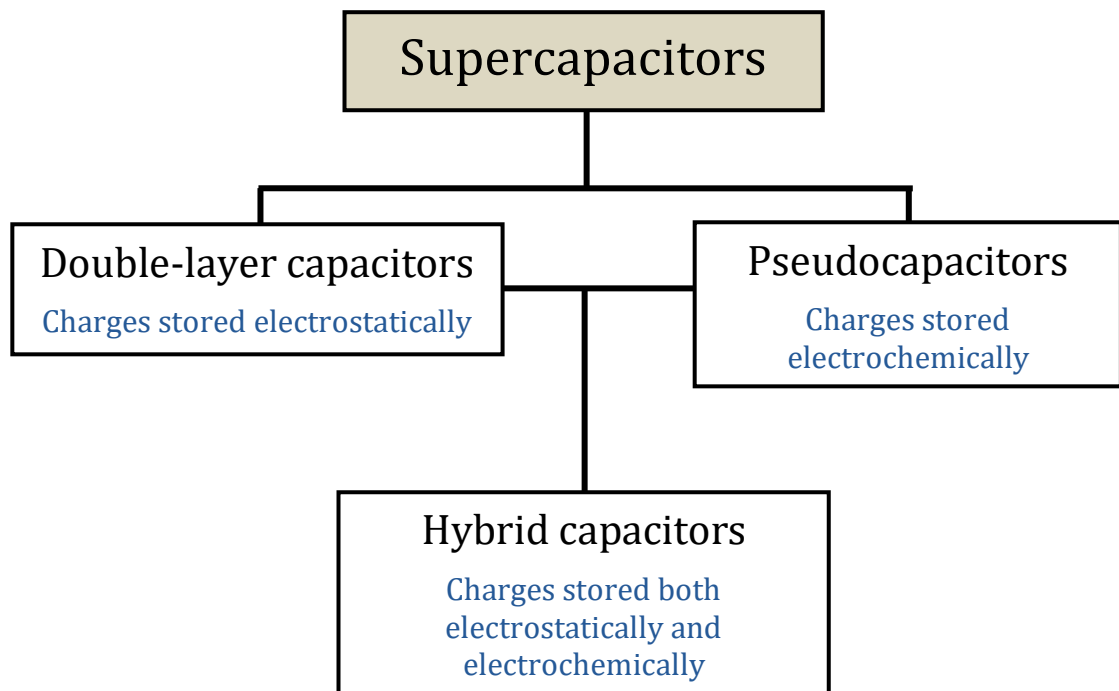 Supercapacitors
Double-layer capacitors
Charges stored electrostatically
Pseudocapacitors
Charges stored
electrochemically
Hybrid capacitors
Charges stored both
electrostatically and
electrochemically